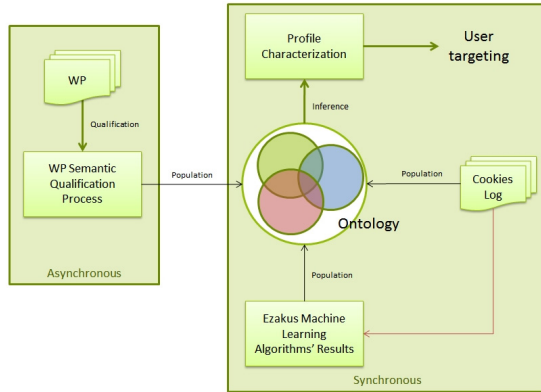 WP
Qualification
WP Semantic
Qualification
Process
Asynchronous
Population
Profile
Characterization
User
targeting
Inference
Ontology
Population
Cookies
Log
Population
Ezakus Machine
Learning
Algorithms' Results
Synchronous